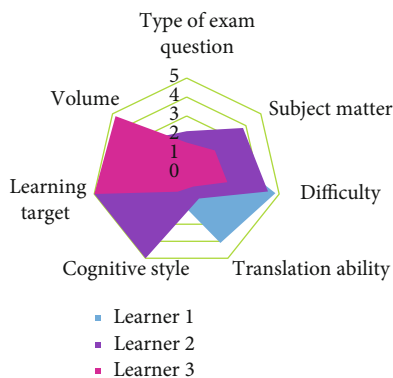 Type of exam
question
5
4
3
2
1
0
Volume
Subject matter
Learning
target
Difficulty
Cognitive style
Translation ability
Learner 1
Learner 2
Learner 3